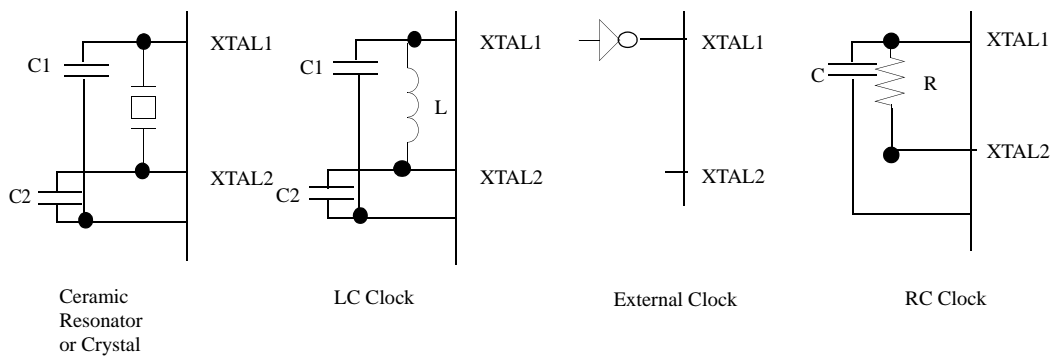 XTAL1
C1
XTAL2
C2
Ceramic
Resonator
or Crystal
XTAL1
C1
L
XTAL2
C2
LC Clock
XTAL1
XTAL2
External Clock
XTAL1
C
R
XTAL2
RC Clock